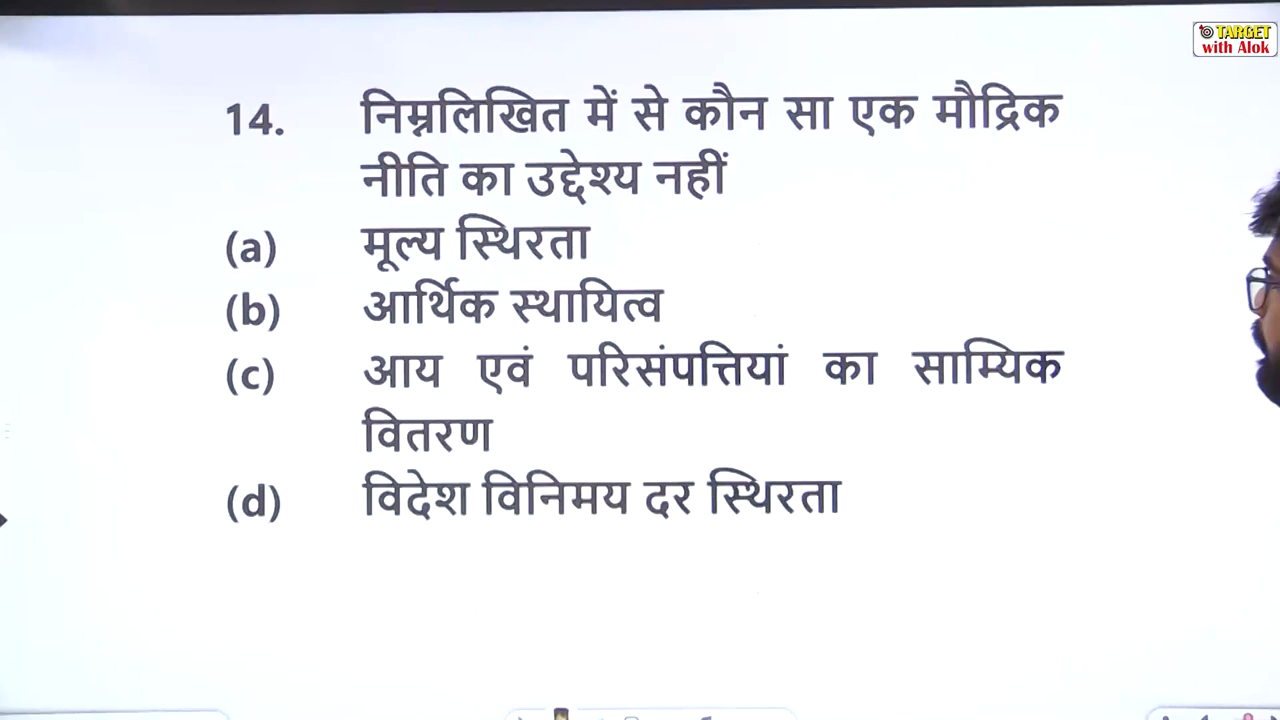 TARGET
with Alok
14. निम्नलिखित में से कौन सा एक मौद्रिक
नीति का उद्देश्य नहीं
(a) मूल्य स्थिरता
(b) आर्थिक स्थायित्व
(c) आय एवं परिसंपत्तियां का साम्यिक
वितरण
(d) विदेश विनिमय दर स्थिरता